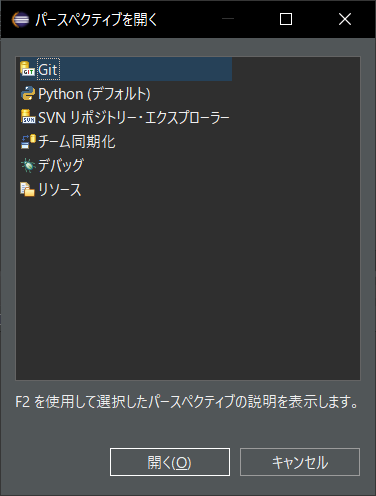 パースペクティブを開く
Git
Python (デフォルト)
SVN リポジトリー・エクスプローラー
チーム同期化
デバッグ
リソース
F2 を使用して選択したパースペクティブの説明を表示します。
開く(O)
キャンセル